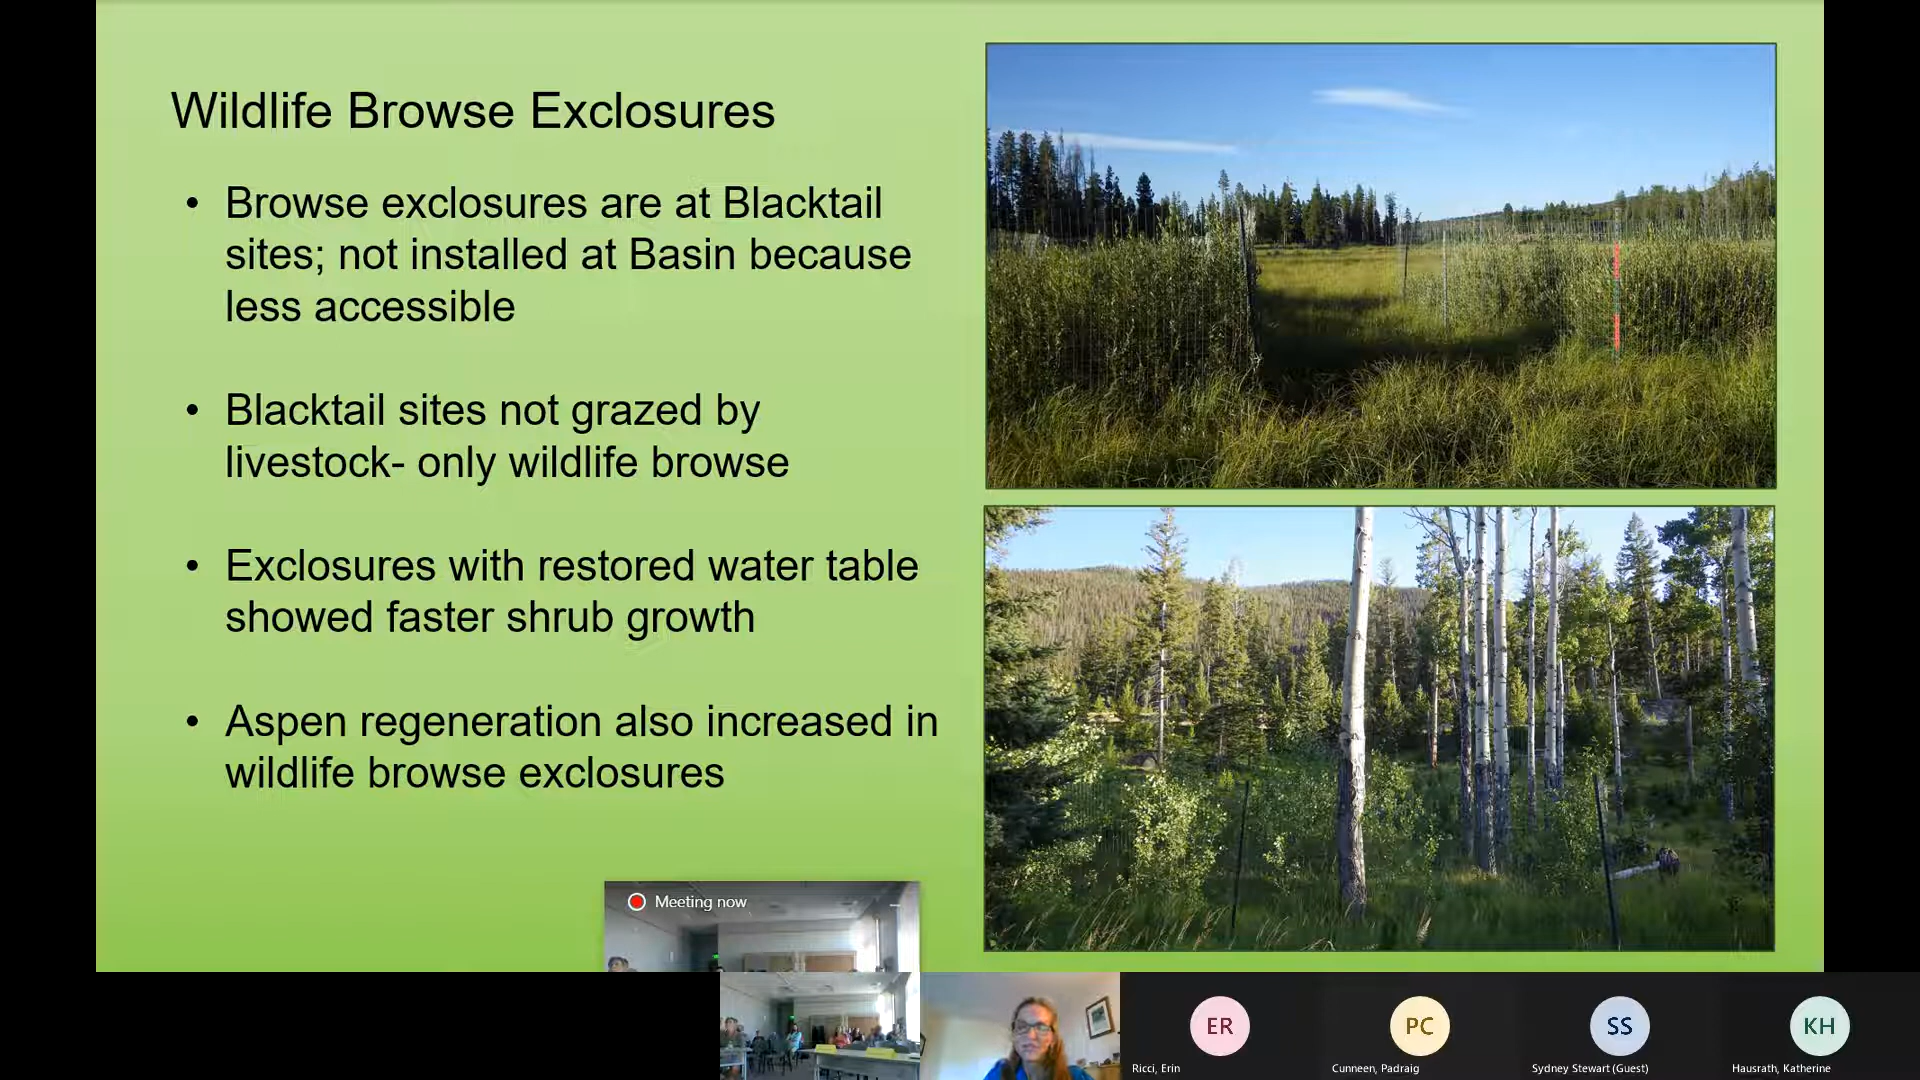 Wildlife Browse Exclosures
• Browse exclosures are at Blacktail
sites; not installed at Basin because
less accessible
• Blacktail sites not grazed by
livestock- only wildlife browse
• Exclosures with restored water table
showed faster shrub growth
• Aspen regeneration also increased in
wildlife browse exclosures
Meeting now
ER
PC
SS
KH
Ricci, Erin
Cunneen, Padraig
Sydney Stewart (Guest)
Hausrath, Katherine